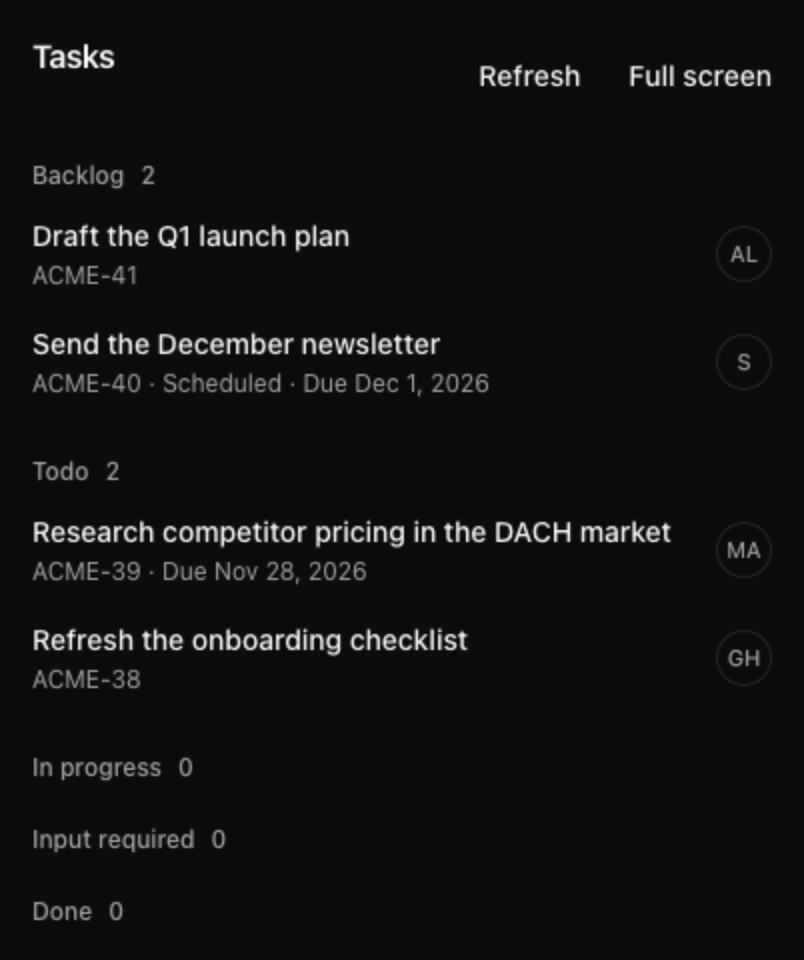 Tasks
Refresh Full screen
Backlog 2
Draft the Q1 launch plan
ACME-41
AL
Send the December newsletter
ACME-40 · Scheduled · Due Dec 1, 2026
S
Todo 2
Research competitor pricing in the DACH market
ACME-39 · Due Nov 28, 2026
MA
Refresh the onboarding checklist
ACME-38
GH
In progress 0
Input required 0
Done 0